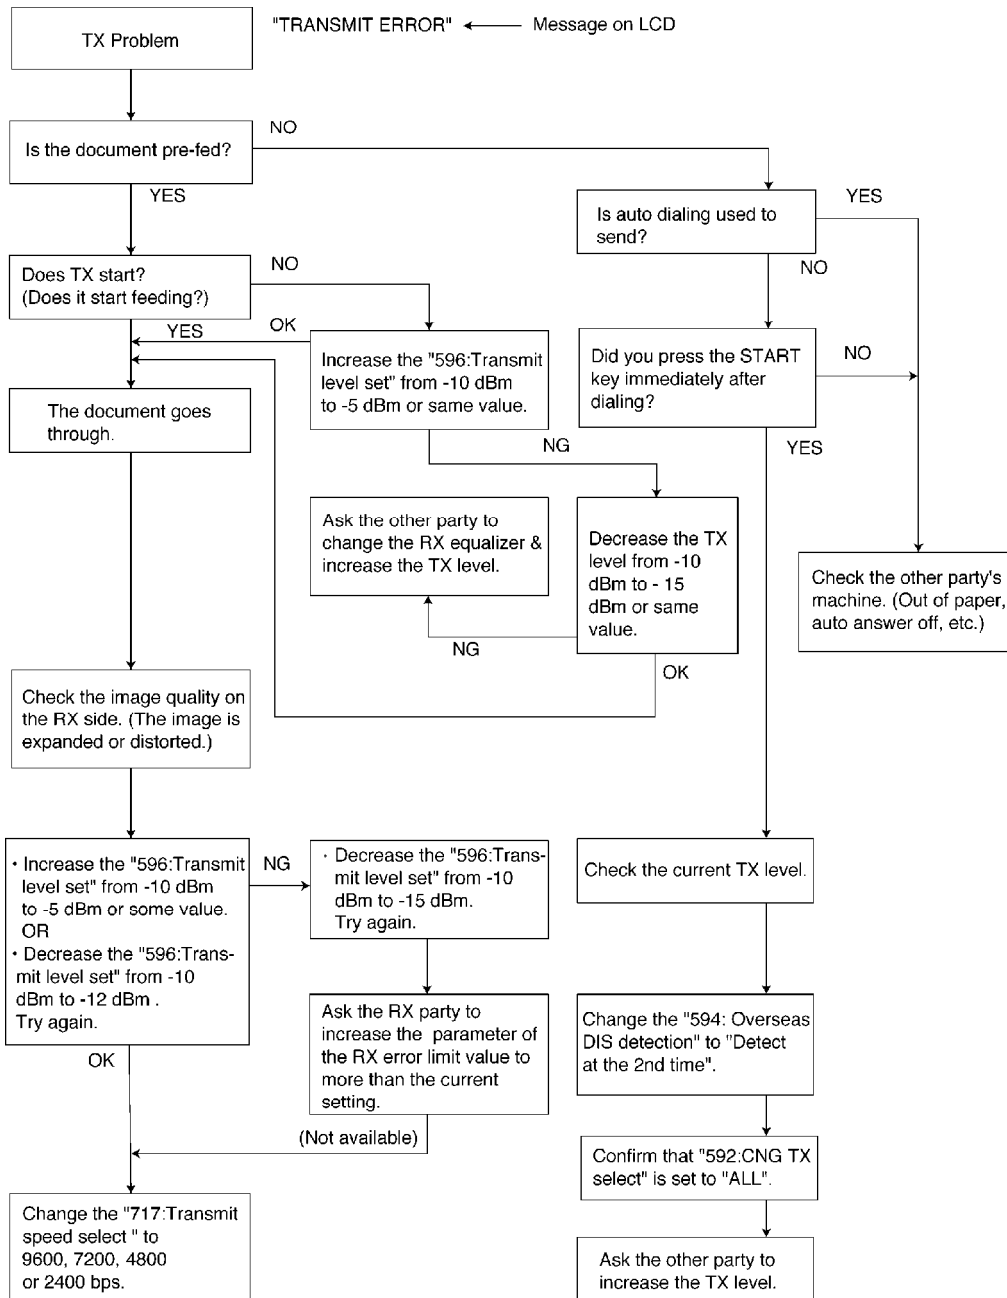 TX Problem
"TRANSMIT ERROR"
Message on LCD
Is the document pre-fed?
NO
YES
Is auto dialing used to
send?
YES
NO
Does TX start?
(Does it start feeding?)
NO
YES
OK
Increase the "596:Transmit
level set" from -10 dBm
to -5 dBm or same value.
NG
Did you press the START
key immediately after
dialing?
NO
YES
The document goes
through.
Ask the other party to
change the RX equalizer &
increase the TX level.
NG
Decrease the TX
level from -10
dBm to - 15
dBm or same
value.
OK
Check the other party's
machine. (Out of paper,
auto answer off, etc.)
Check the image quality on
the RX side. (The image is
expanded or distorted.)
· Increase the "596:Transmit
level set" from -10 dBm
to -5 dBm or some value.
OR
· Decrease the "596:Trans-
mit level set" from -10
dBm to -12 dBm .
Try again.
NG
OK
· Decrease the "596:Trans-
mit level set" from -10
dBm to -15 dBm.
Try again.
Ask the RX party to
increase the parameter of
the RX error limit value to
more than the current
setting.
(Not available)
Change the "717:Transmit
speed select " to
9600, 7200, 4800
or 2400 bps.
Check the current TX level.
Change the "594: Overseas
DIS detection" to "Detect
at the 2nd time".
Confirm that "592:CNG TX
select" is set to "ALL".
Ask the other party to
increase the TX level.